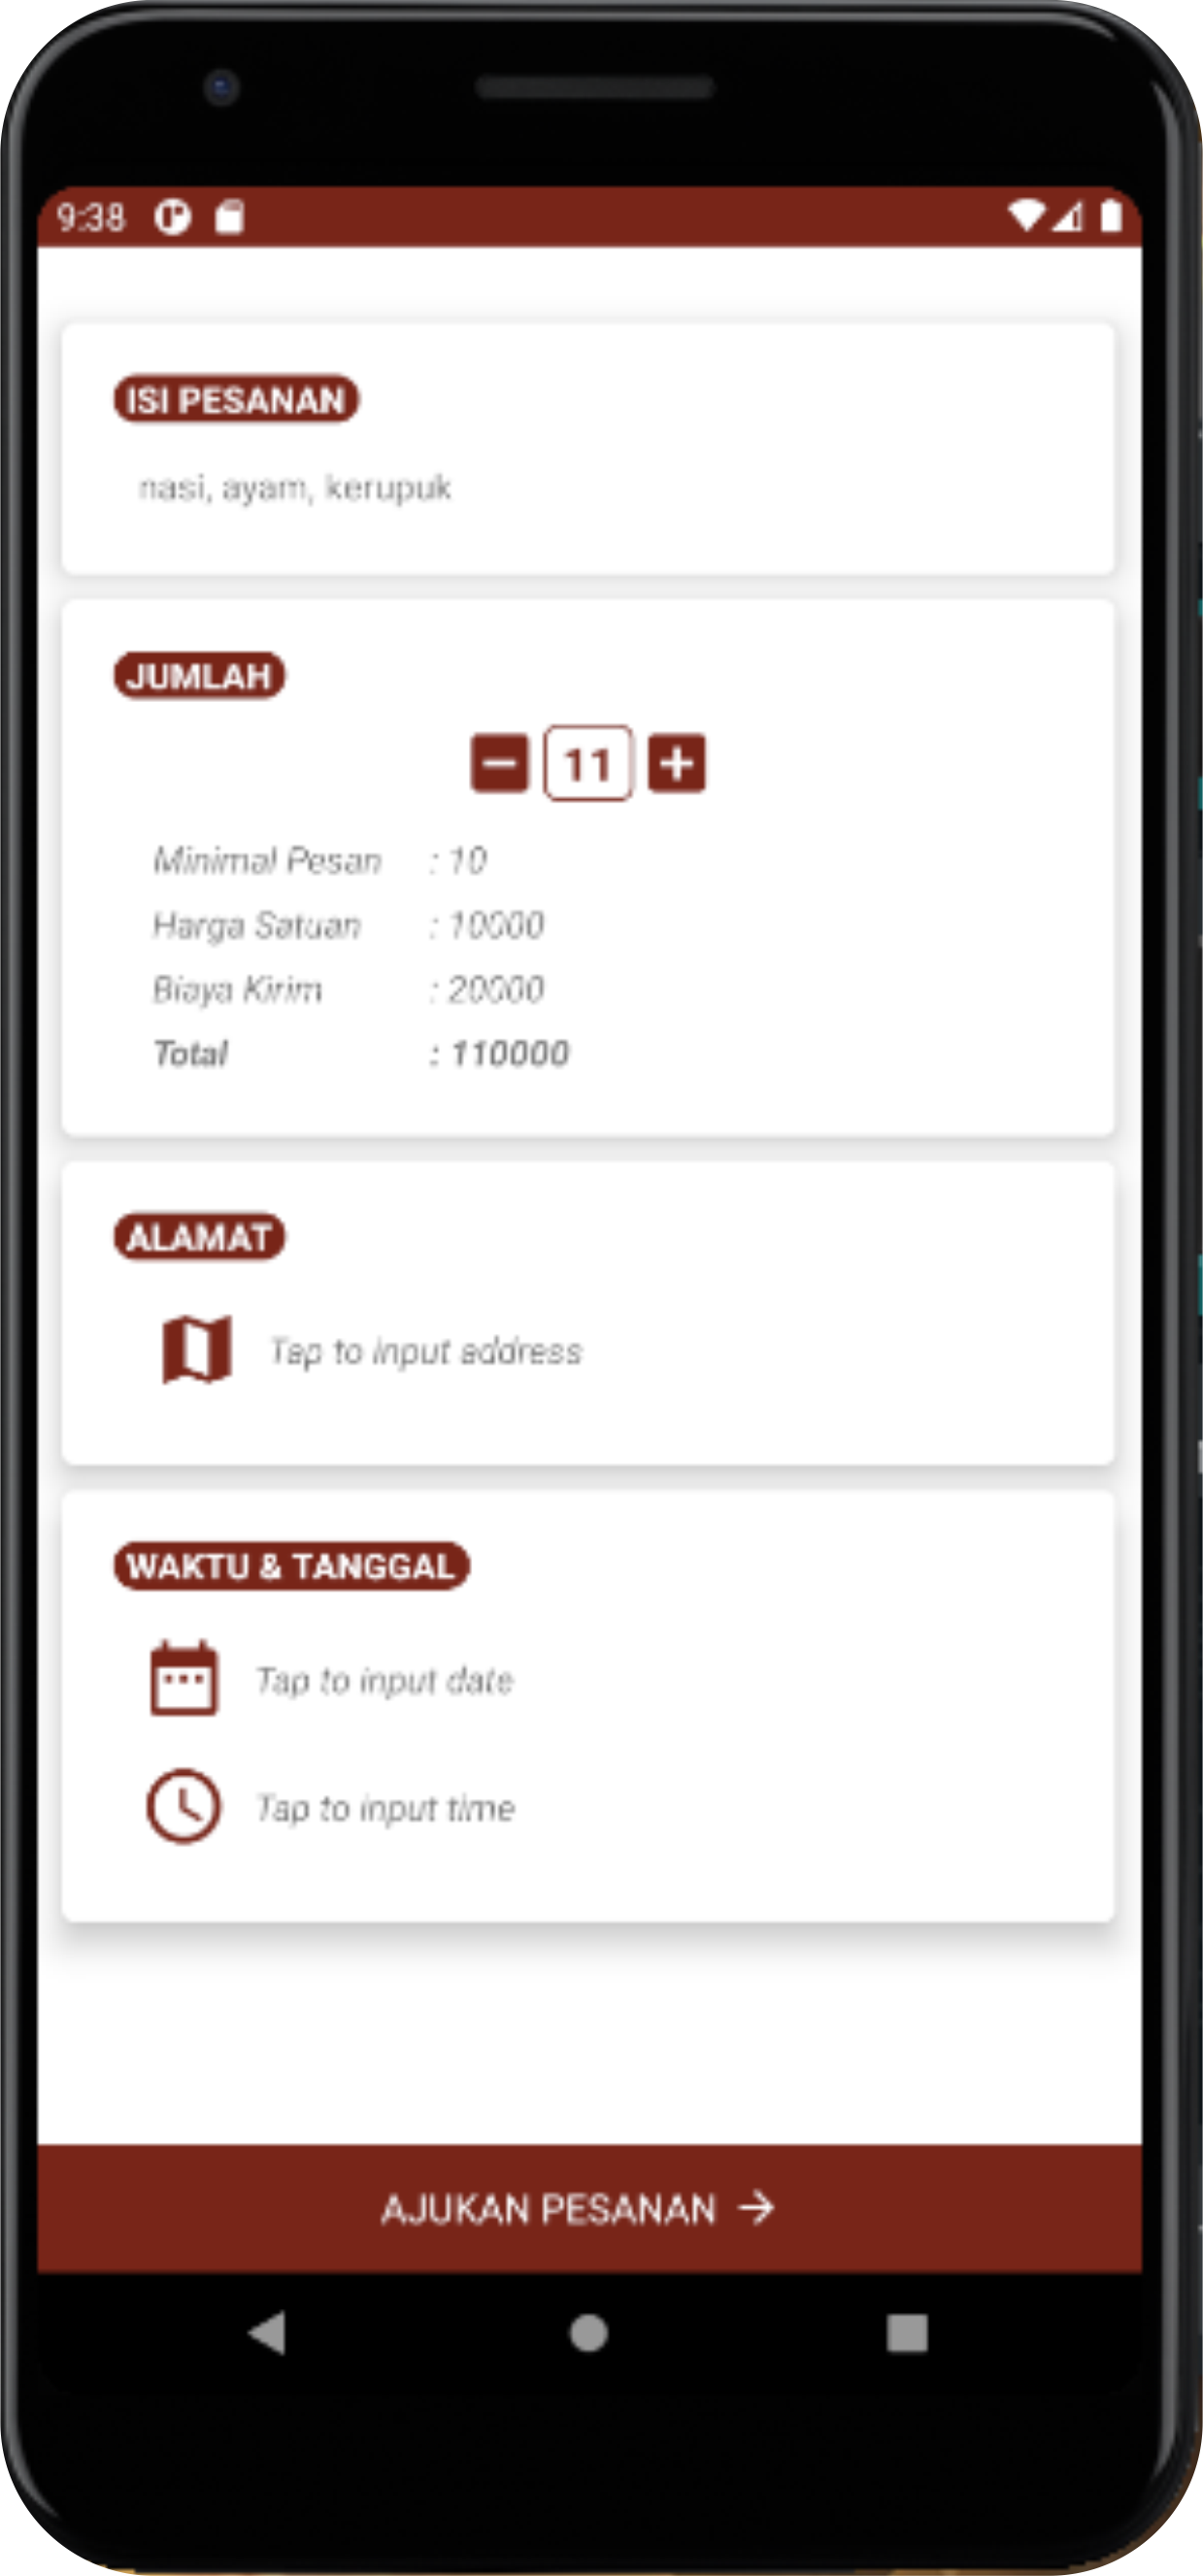 9:38
ISI PESANAN
nasi, ayam, kerupuk
JUMLAH
11
Minimal Pesan : 10
Harga Satuan : 10000
Biaya Kirim : 20000
Total : 110000
ALAMAT
Tap to input address
WAKTU & TANGGAL
Tap to input date
Tap to input time
AJUKAN PESANAN →